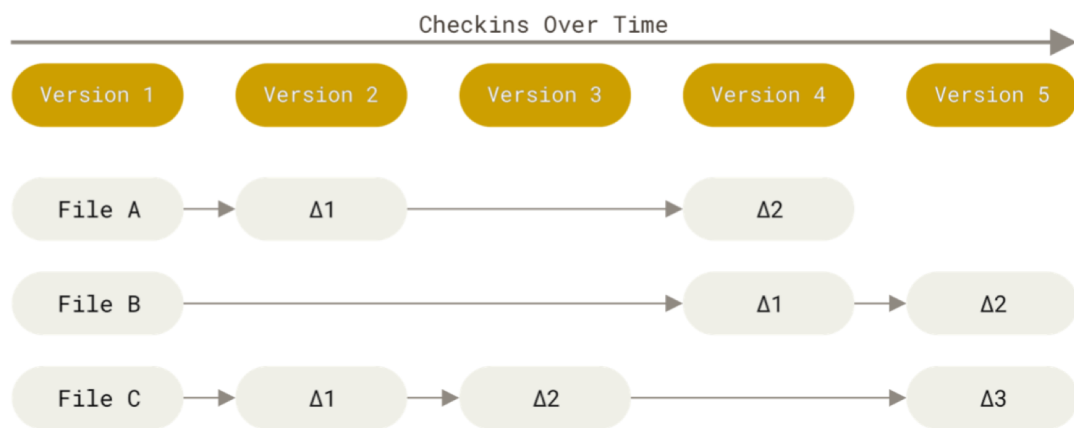 Checkins Over Time
Version 1 Version 2 Version 3 Version 4 Version 5
File A Δ1 Δ2
File B Δ1 Δ2
File C Δ1 Δ2 Δ3